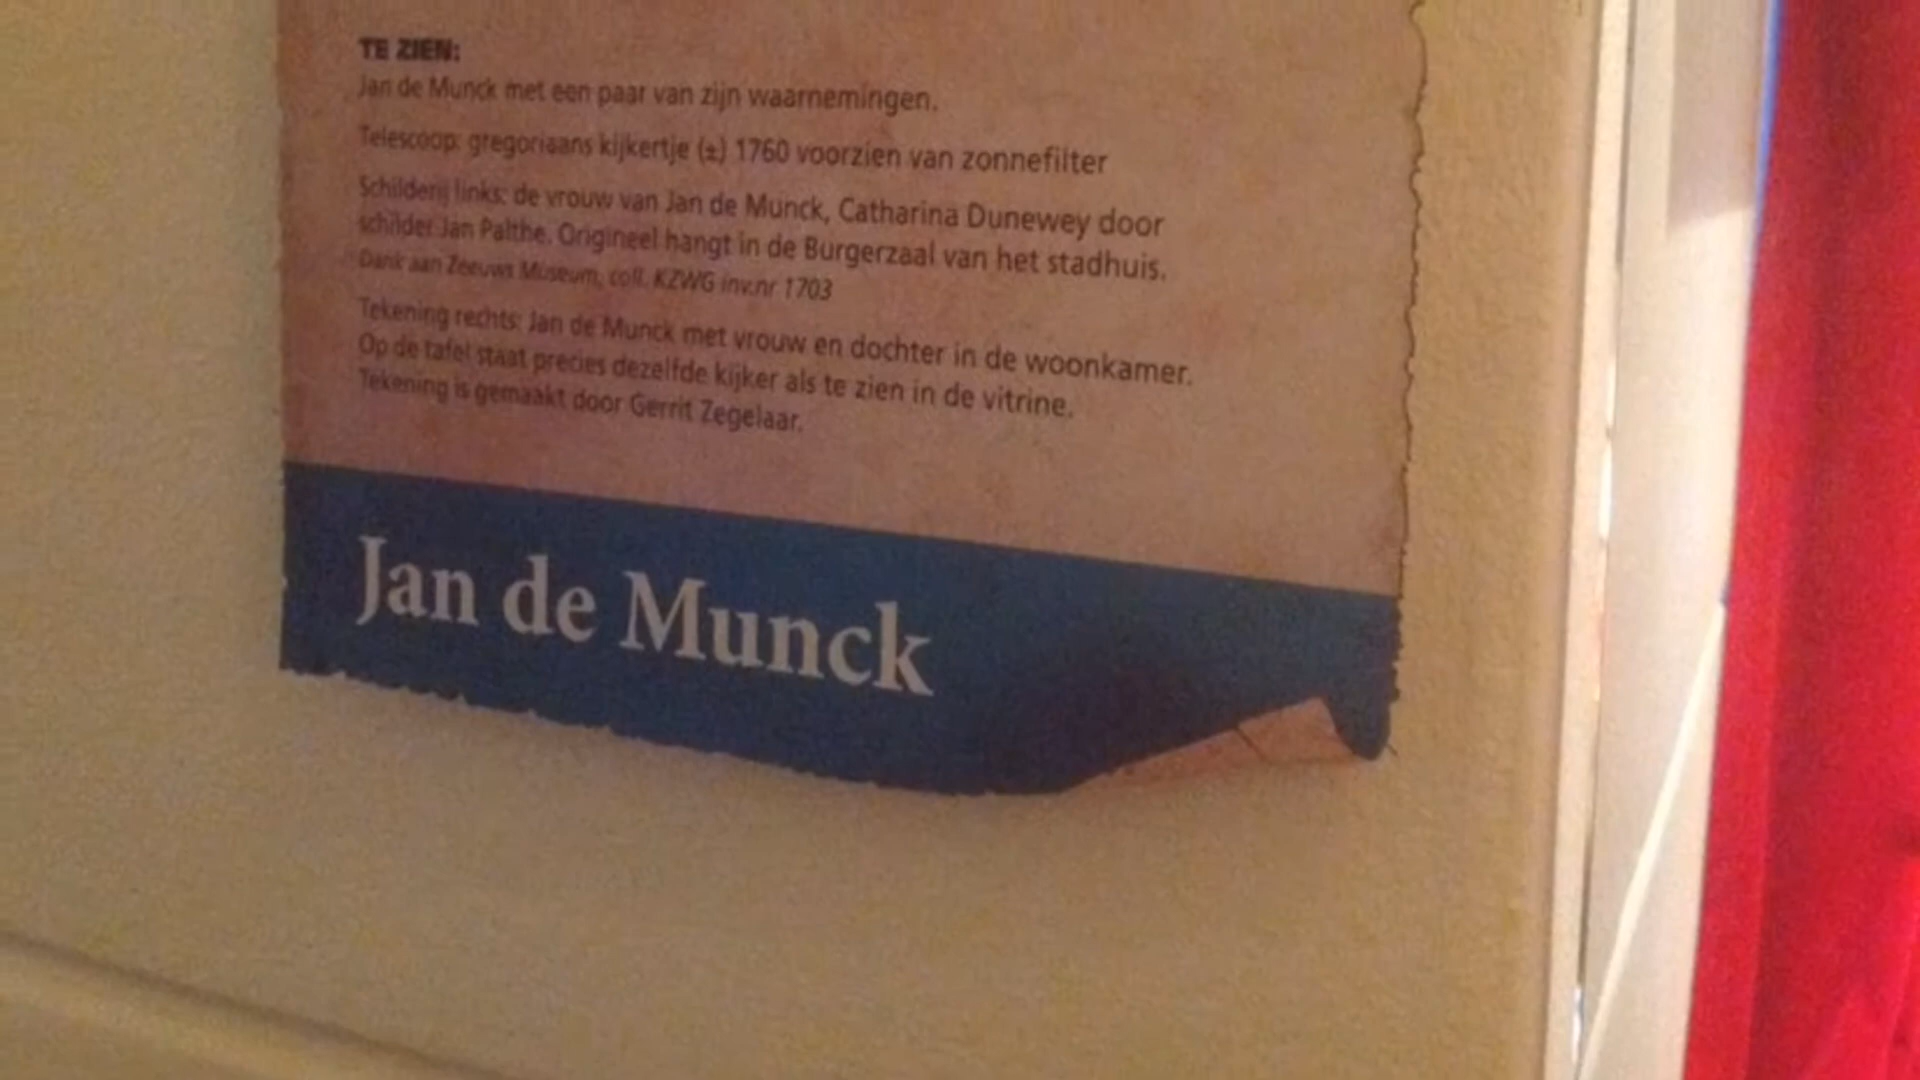 TE ZIEN:
Jan de Munck met een paar van zijn waarnemingen.
Telescoop: gregoriaans kijkertje (±) 1760 voorzien van zonnefilter
Schilderij links: de vrouw van Jan de Munck, Catharina Dunewey door
schilder Jan Palthe. Origineel hangt in de Burgerzaal van het stadhuis.
Dank aan Zeeuws Museum, coll. KZWG inv.nr 1703
Tekening rechts: Jan de Munck met vrouw en dochter in de woonkamer.
Op de tafel staat precies dezelfde kijker als te zien in de vitrine.
Tekening is gemaakt door Gerrit Zegelaar.
Jan de Munck